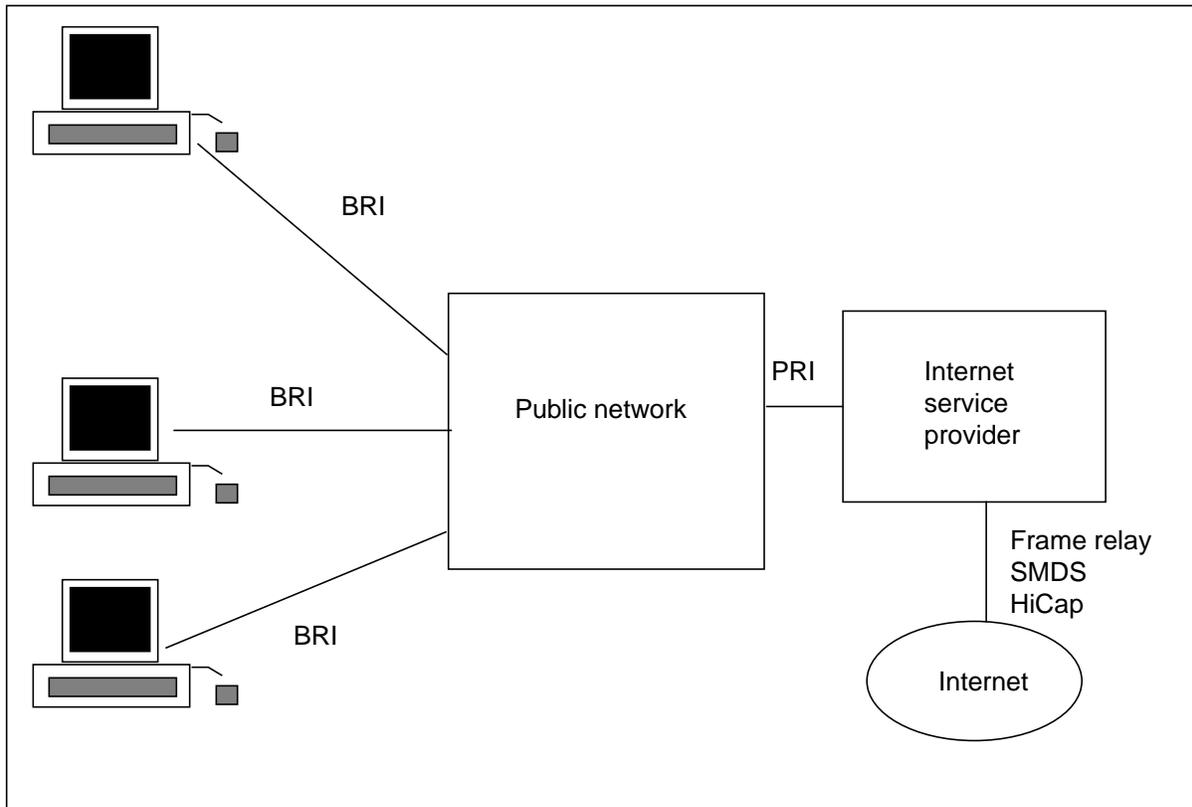 BRI
BRI
BRI
Public network
PRI
Internet
service
provider
Frame relay
SMDS
HiCap
Internet